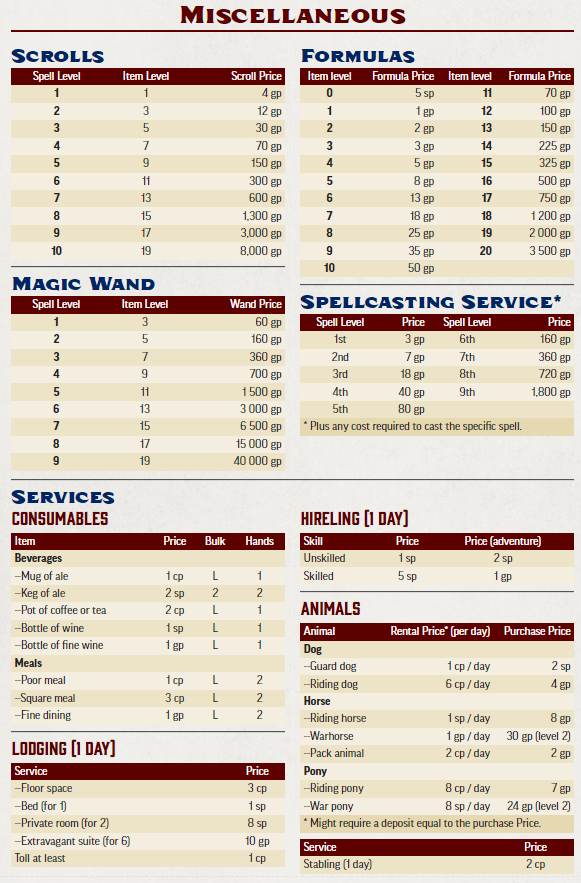 Miscellaneous
Scrolls
Spell Level Item Level Scroll Price
1 1 4 gp
2 3 12 gp
3 5 30 gp
4 7 70 gp
5 9 150 gp
6 11 300 gp
7 13 600 gp
8 15 1,300 gp
9 17 3,000 gp
10 19 8,000 gp
Magic Wand
Spell Level Item Level Wand Price
1 3 60 gp
2 5 160 gp
3 7 360 gp
4 9 700 gp
5 11 1 500 gp
6 13 3 000 gp
7 15 6 500 gp
8 17 15 000 gp
9 19 40 000 gp
Formulas
Item level Formula Price Item level Formula Price
0 5 sp 11 70 gp
1 1 gp 12 100 gp
2 2 gp 13 150 gp
3 3 gp 14 225 gp
4 5 gp 15 325 gp
5 8 gp 16 500 gp
6 13 gp 17 750 gp
7 18 gp 18 1 200 gp
8 25 gp 19 2 000 gp
9 35 gp 20 3 500 gp
10 50 gp
Spellcasting Service*
Spell Level Price Spell Level Price
1st 3 gp 6th 160 gp
2nd 7 gp 7th 360 gp
3rd 18 gp 8th 720 gp
4th 40 gp 9th 1,800 gp
5th 80 gp
* Plus any cost required to cast the specific spell.
Services
CONSUMABLES
Item Price Bulk Hands
Beverages
–Mug of ale 1 cp L 1
–Keg of ale 2 sp 2 2
–Pot of coffee or tea 2 cp L 1
–Bottle of wine 1 sp L 1
–Bottle of fine wine 1 gp L 1
Meals
–Poor meal 1 cp L 2
–Square meal 3 cp L 2
–Fine dining 1 gp L 2
LODGING (1 DAY)
Service Price
–Floor space 3 cp
–Bed (for 1) 1 sp
–Private room (for 2) 8 sp
–Extravagant suite (for 6) 10 gp
Toll at least 1 cp
HIRELING (1 DAY)
Skill Price Price (adventure)
Unskilled 1 sp 2 sp
Skilled 5 sp 1 gp
ANIMALS
Animal Rental Price* (per day) Purchase Price
Dog
–Guard dog 1 cp / day 2 sp
–Riding dog 6 cp / day 4 gp
Horse
–Riding horse 1 sp / day 8 gp
–Warhorse 1 gp / day 30 gp (level 2)
–Pack animal 2 cp / day 2 gp
Pony
–Riding pony 8 cp / day 7 gp
–War pony 8 sp / day 24 gp (level 2)
* Might require a deposit equal to the purchase Price.
Service Price
Stabling (1 day) 2 cp